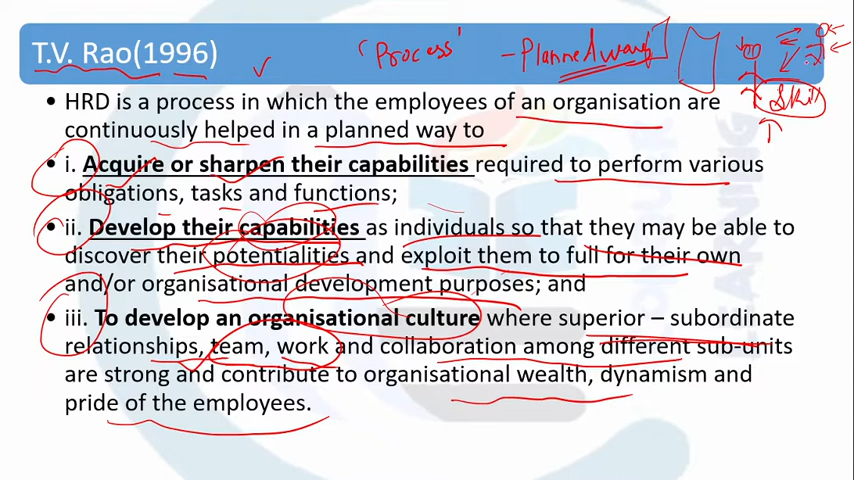 T.V. Rao(1996)
'Process' - Planned way
Skill
• HRD is a process in which the employees of an organisation are
continuously helped in a planned way to
• i. Acquire or sharpen their capabilities required to perform various
obligations, tasks and functions;
• ii. Develop their capabilities as individuals so that they may be able to
discover their potentialities and exploit them to full for their own
and/or organisational development purposes; and
• iii. To develop an organisational culture where superior – subordinate
relationships, team, work and collaboration among different sub-units
are strong and contribute to organisational wealth, dynamism and
pride of the employees.
LEARNING